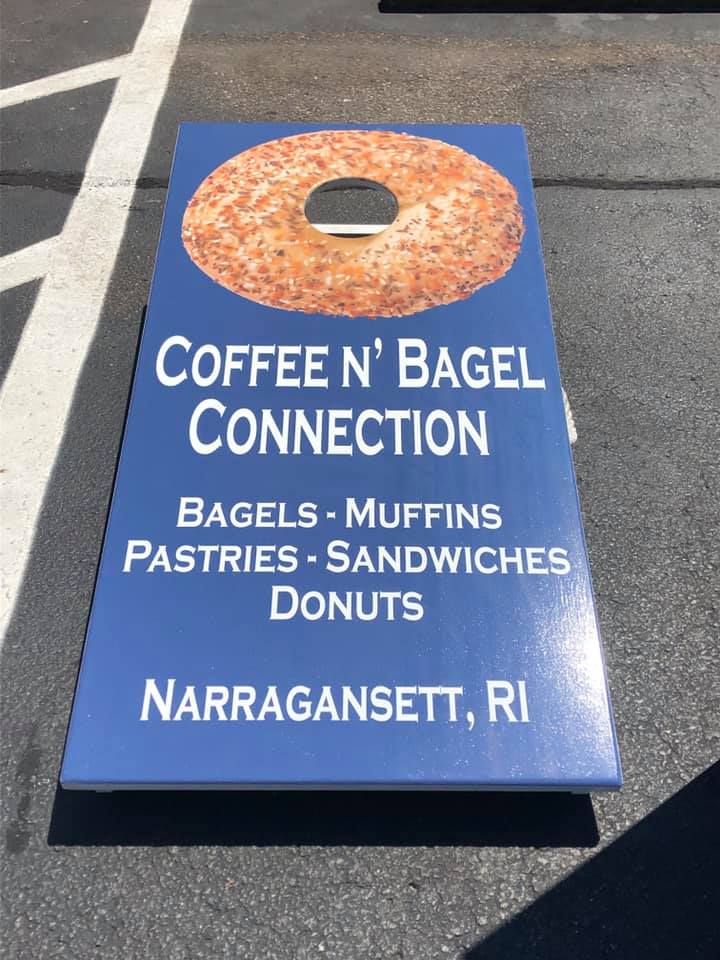 COFFEE N' BAGEL
CONNECTION
BAGELS - MUFFINS
PASTRIES - SANDWICHES
DONUTS
NARRAGANSETT, RI